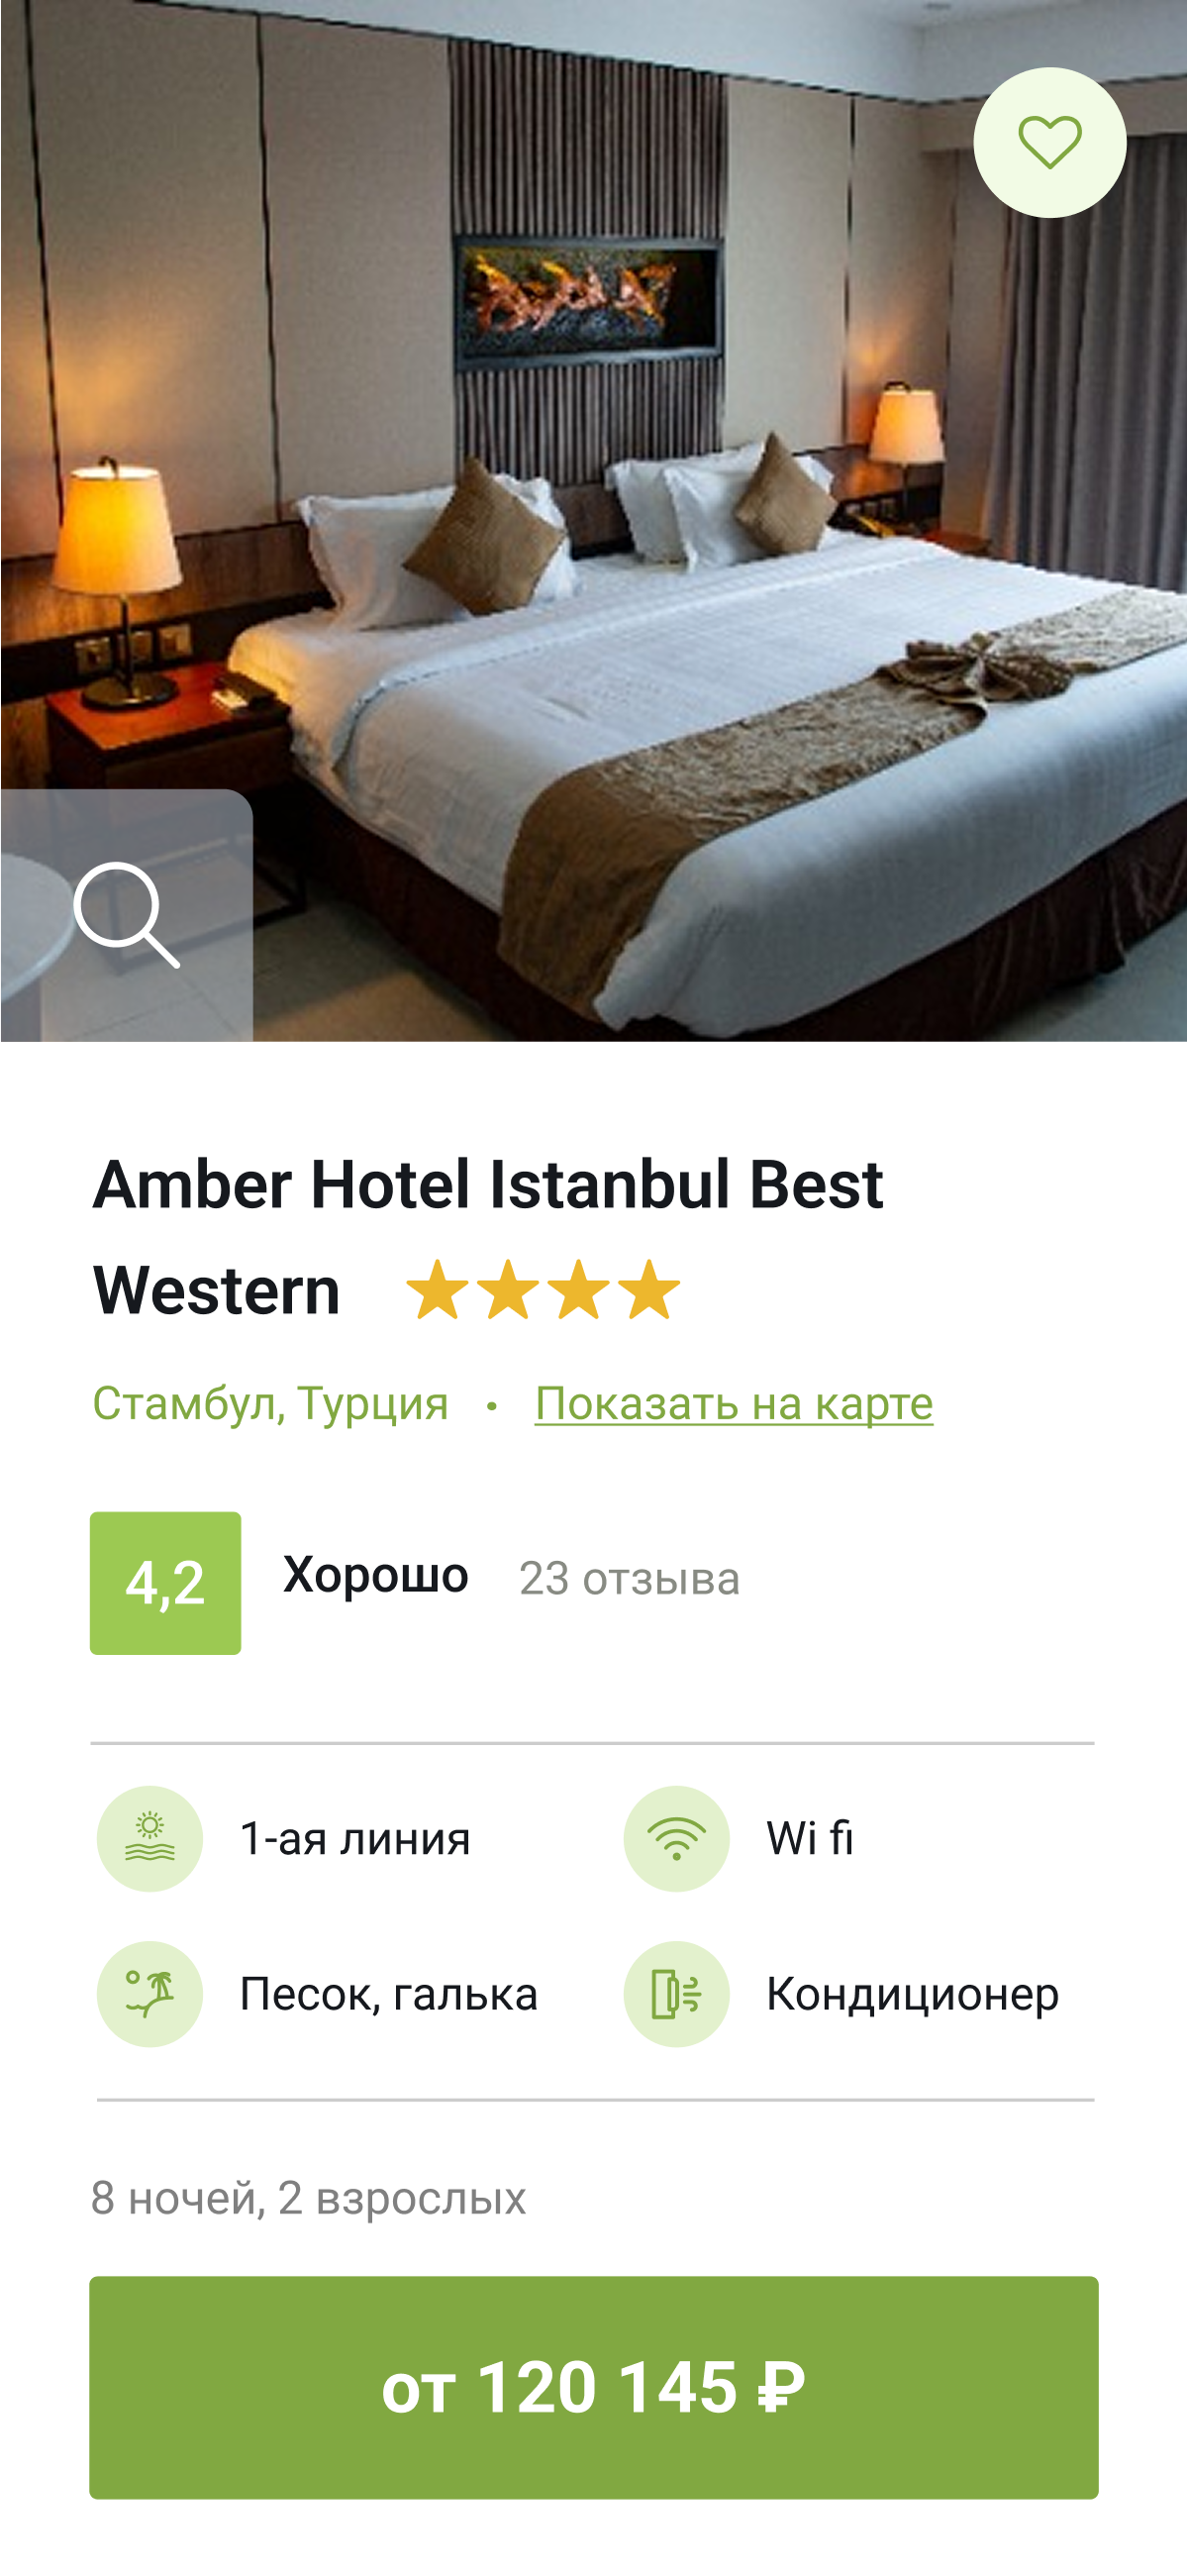 Amber Hotel Istanbul Best
Western
Стамбул, Турция • Показать на карте
4,2 Хорошо 23 отзыва
1-ая линия Wi fi
Песок, галька Кондиционер
8 ночей, 2 взрослых
от 120 145 ₽